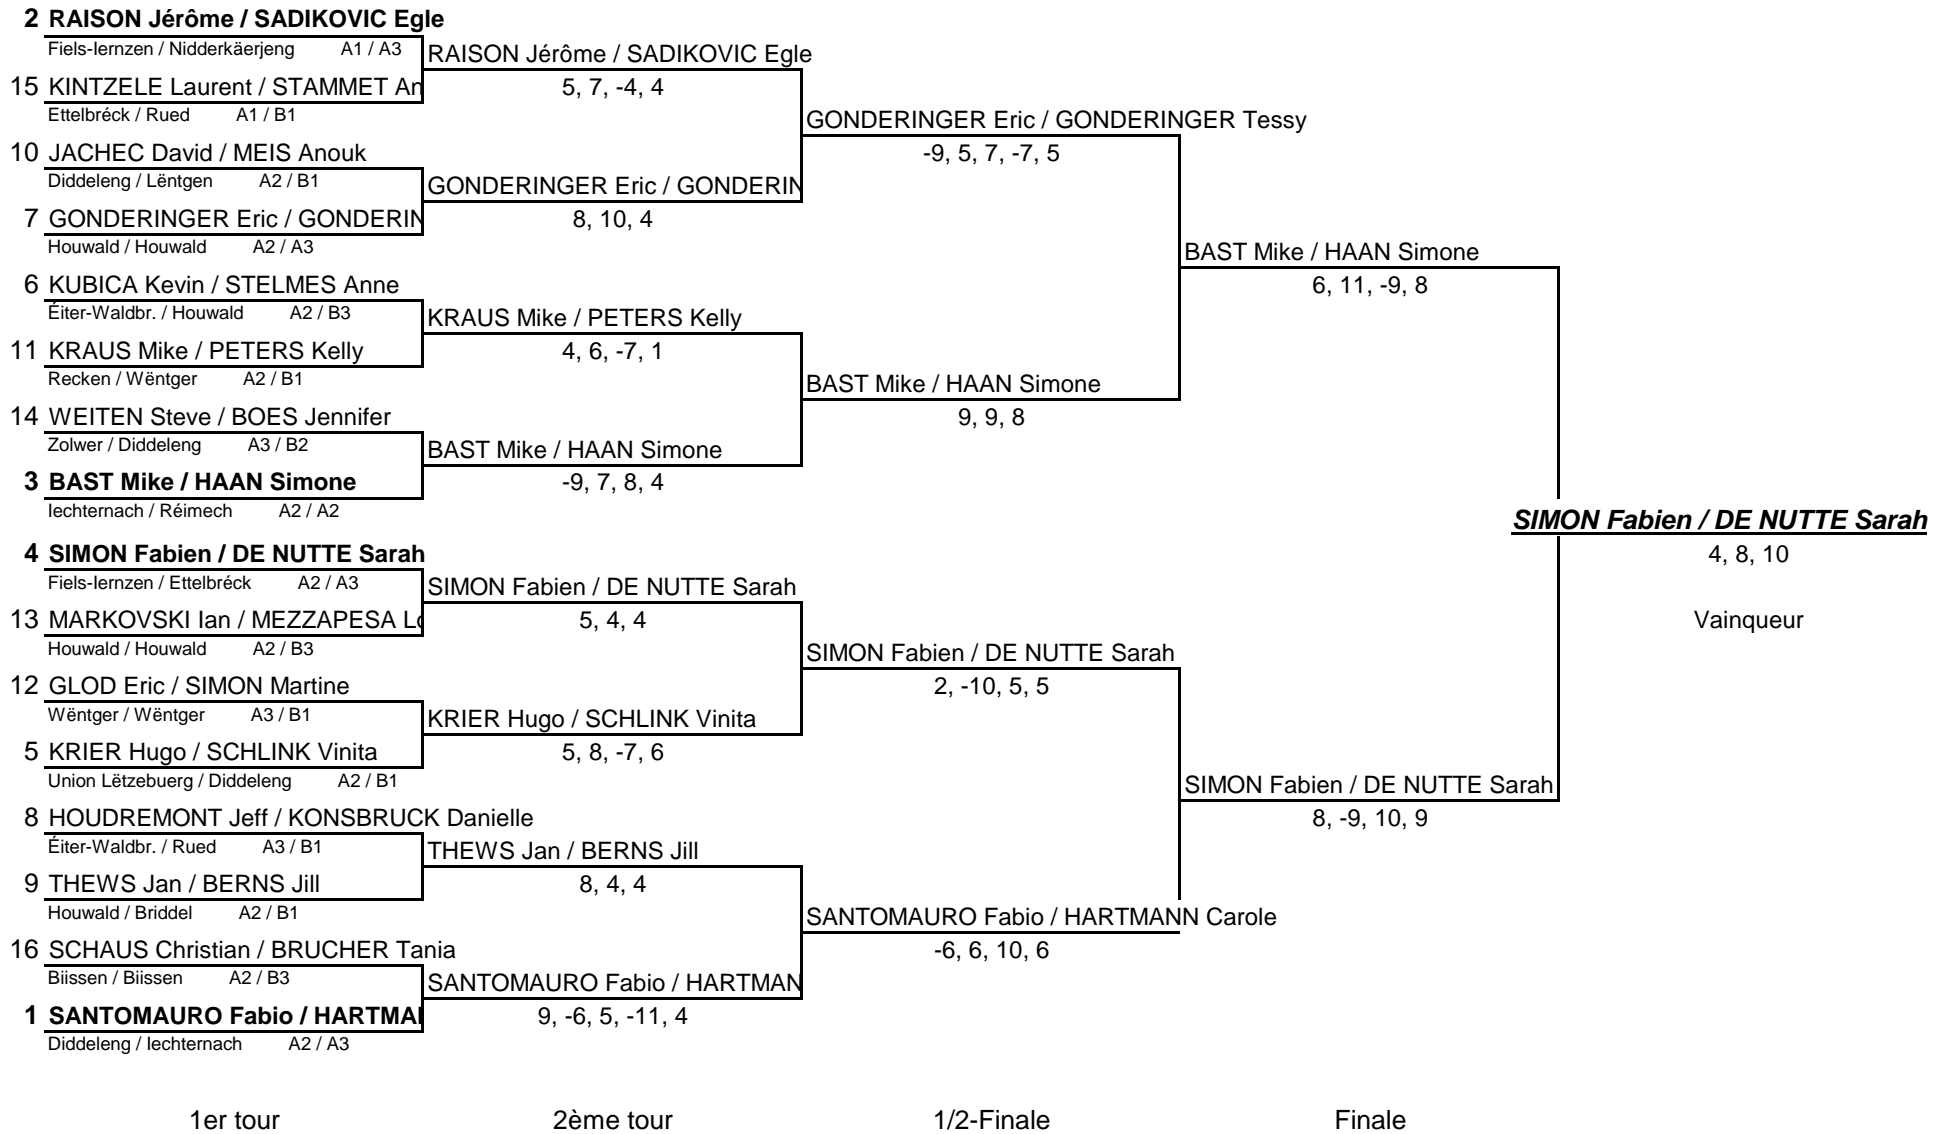 2 RAISON Jérôme / SADIKOVIC Egle
Fiels-Iernzen / Nidderkäerjeng A1 / A3
RAISON Jérôme / SADIKOVIC Egle
15 KINTZELE Laurent / STAMMET An
5, 7, -4, 4
Ettelbréck / Rued A1 / B1
GONDERINGER Eric / GONDERINGER Tessy
10 JACHEC David / MEIS Anouk
-9, 5, 7, -7, 5
Diddeleng / Lëntgen A2 / B1
GONDERINGER Eric / GONDERIN
7 GONDERINGER Eric / GONDERIN
8, 10, 4
Houwald / Houwald A2 / A3
BAST Mike / HAAN Simone
6 KUBICA Kevin / STELMES Anne
6, 11, -9, 8
Éiter-Waldbr. / Houwald A2 / B3
KRAUS Mike / PETERS Kelly
11 KRAUS Mike / PETERS Kelly
4, 6, -7, 1
Recken / Wëntger A2 / B1
BAST Mike / HAAN Simone
14 WEITEN Steve / BOES Jennifer
9, 9, 8
Zolwer / Diddeleng A3 / B2
BAST Mike / HAAN Simone
3 BAST Mike / HAAN Simone
-9, 7, 8, 4
Iechternach / Réimech A2 / A2
SIMON Fabien / DE NUTTE Sarah
4 SIMON Fabien / DE NUTTE Sarah
4, 8, 10
Fiels-Iernzen / Ettelbréck A2 / A3
SIMON Fabien / DE NUTTE Sarah
13 MARKOVSKI Ian / MEZZAPESA Lo
5, 4, 4
Vainqueur
Houwald / Houwald A2 / B3
SIMON Fabien / DE NUTTE Sarah
12 GLOD Eric / SIMON Martine
2, -10, 5, 5
Wëntger / Wëntger A3 / B1
KRIER Hugo / SCHLINK Vinita
5 KRIER Hugo / SCHLINK Vinita
5, 8, -7, 6
Union Lëtzebuerg / Diddeleng A2 / B1
SIMON Fabien / DE NUTTE Sarah
8 HOUDREMONT Jeff / KONSBRUCK Danielle
8, -9, 10, 9
Éiter-Waldbr. / Rued A3 / B1
THEWS Jan / BERNS Jill
9 THEWS Jan / BERNS Jill
8, 4, 4
Houwald / Briddel A2 / B1
SANTOMAURO Fabio / HARTMANN Carole
16 SCHAUS Christian / BRUCHER Tania
-6, 6, 10, 6
Biissen / Biissen A2 / B3
SANTOMAURO Fabio / HARTMAN
1 SANTOMAURO Fabio / HARTMA
9, -6, 5, -11, 4
Diddeleng / Iechternach A2 / A3
1er tour 2ème tour 1/2-Finale Finale